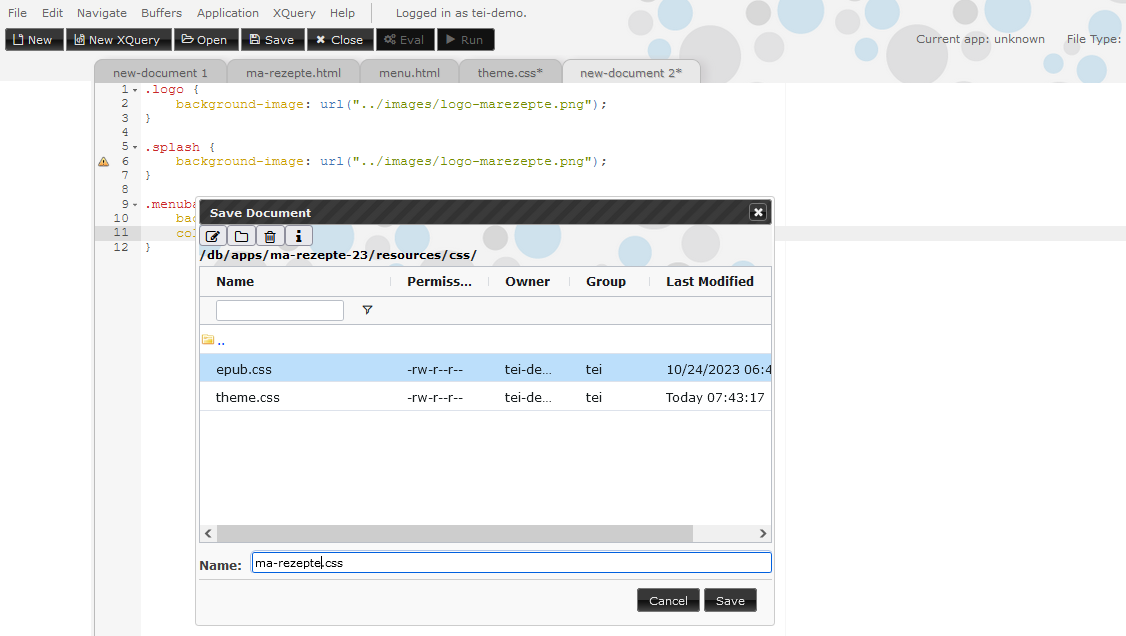 File Edit Navigate Buffers Application XQuery Help Logged in as tei-demo.
New New XQuery Open Save Close Eval Run Current app: unknown File Type:
new-document 1 ma-rezepte.html menu.html theme.css* new-document 2*
1 .logo {
2 background-image: url("../images/logo-marezepte.png");
3 }
4
5 .splash {
6 background-image: url("../images/logo-marezepte.png");
7 }
8
9 .menuba
10 bac
11 col
12 }
Save Document
/db/apps/ma-rezepte-23/resources/css/
Name Permiss... Owner Group Last Modified
..
epub.css -rw-r--r-- tei-de... tei 10/24/2023 06:4
theme.css -rw-r--r-- tei-de... tei Today 07:43:17
Name: ma-rezepte.css
Cancel Save